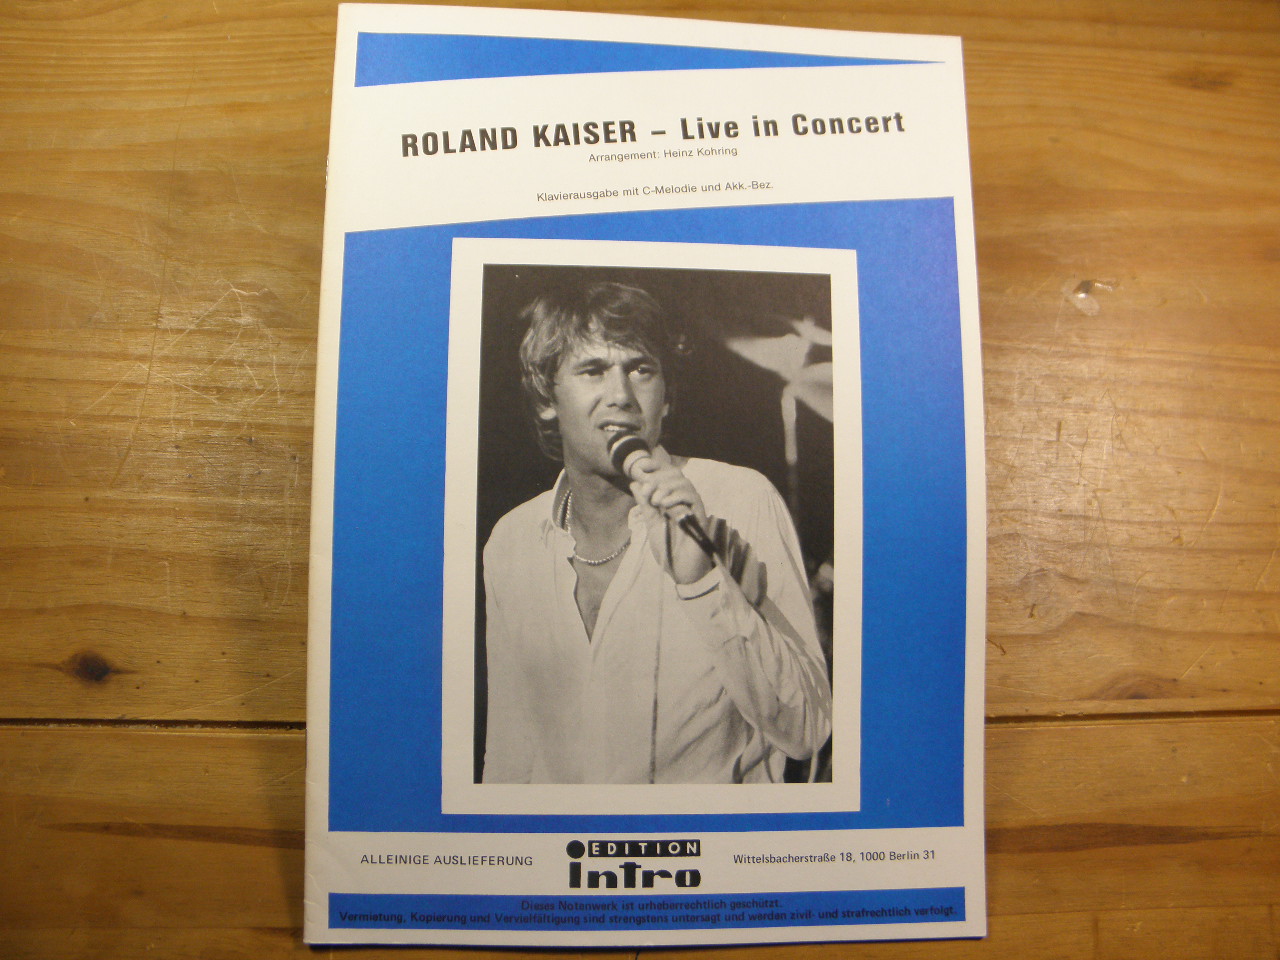 ROLAND KAISER – Live in Concert
Arrangement: Heinz Kohring
Klavierausgabe mit C-Melodie und Akk.-Bez.
ALLEINIGE AUSLIEFERUNG
EDITION
intro
Wittelsbacherstraße 18, 1000 Berlin 31
Dieses Notenwerk ist urheberrechtlich geschützt.
Vermietung, Kopierung und Vervielfältigung sind strengstens untersagt und werden zivil- und strafrechtlich verfolgt.